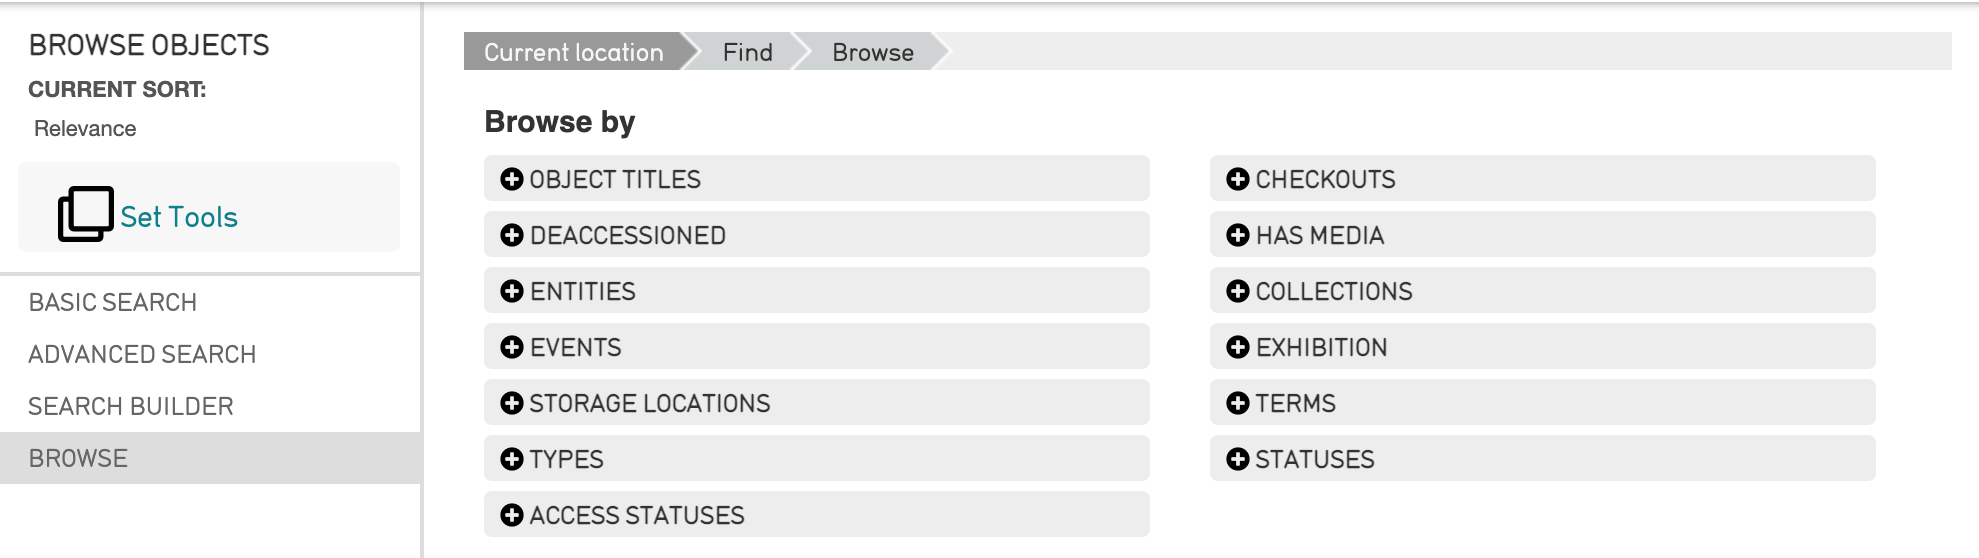 BROWSE OBJECTS
CURRENT SORT:
Relevance
Set Tools
BASIC SEARCH
ADVANCED SEARCH
SEARCH BUILDER
BROWSE
Current location
Find
Browse
Browse by
OBJECT TITLES
DEACCESSIONED
ENTITIES
EVENTS
STORAGE LOCATIONS
TYPES
ACCESS STATUSES
CHECKOUTS
HAS MEDIA
COLLECTIONS
EXHIBITION
TERMS
STATUSES